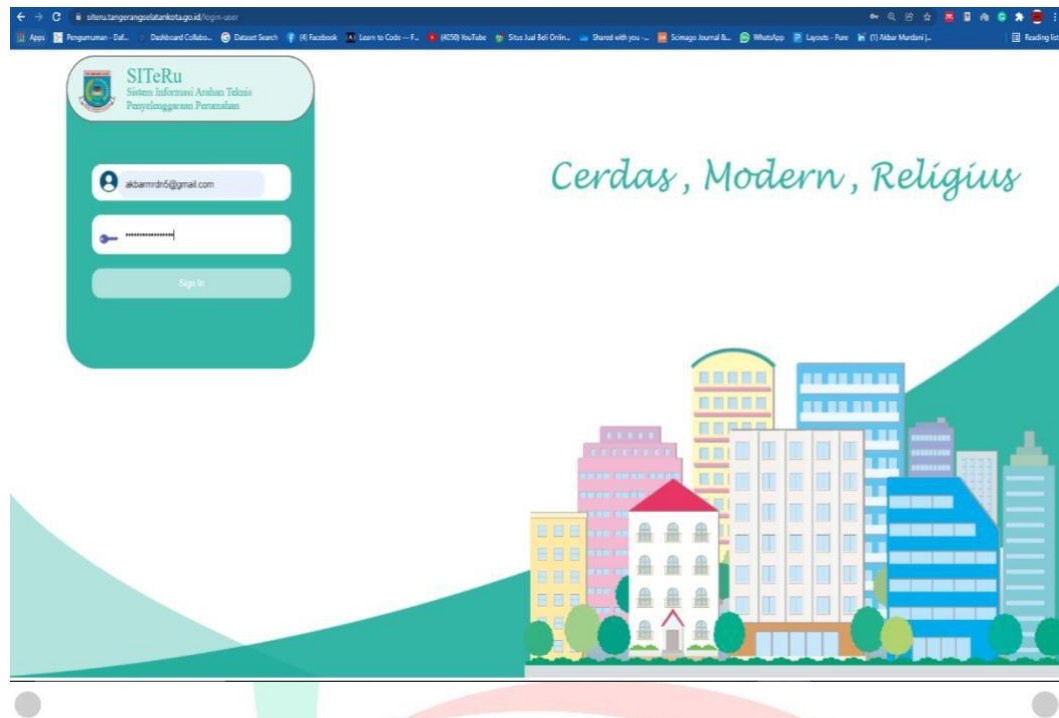 siteru.tangerangselatankota.go.id/login-user
Apps
Pengumuman - Daf...
Dashboard Collabo...
Dataset Search
(4) Facebook
Learn to Code — F...
(4050) YouTube
Situs Jual Beli Onlin...
Shared with you -...
Scimago Journal &...
WhatsApp
Layouts - Pure
(1) Akbar Murdani |...
Reading list
SITeRu
Sistem Informasi Arahan Teknis
Penyelenggaraan Perumahan
akbarmrdn5@gmail.com
Sign In
Cerdas , Modern , Religius